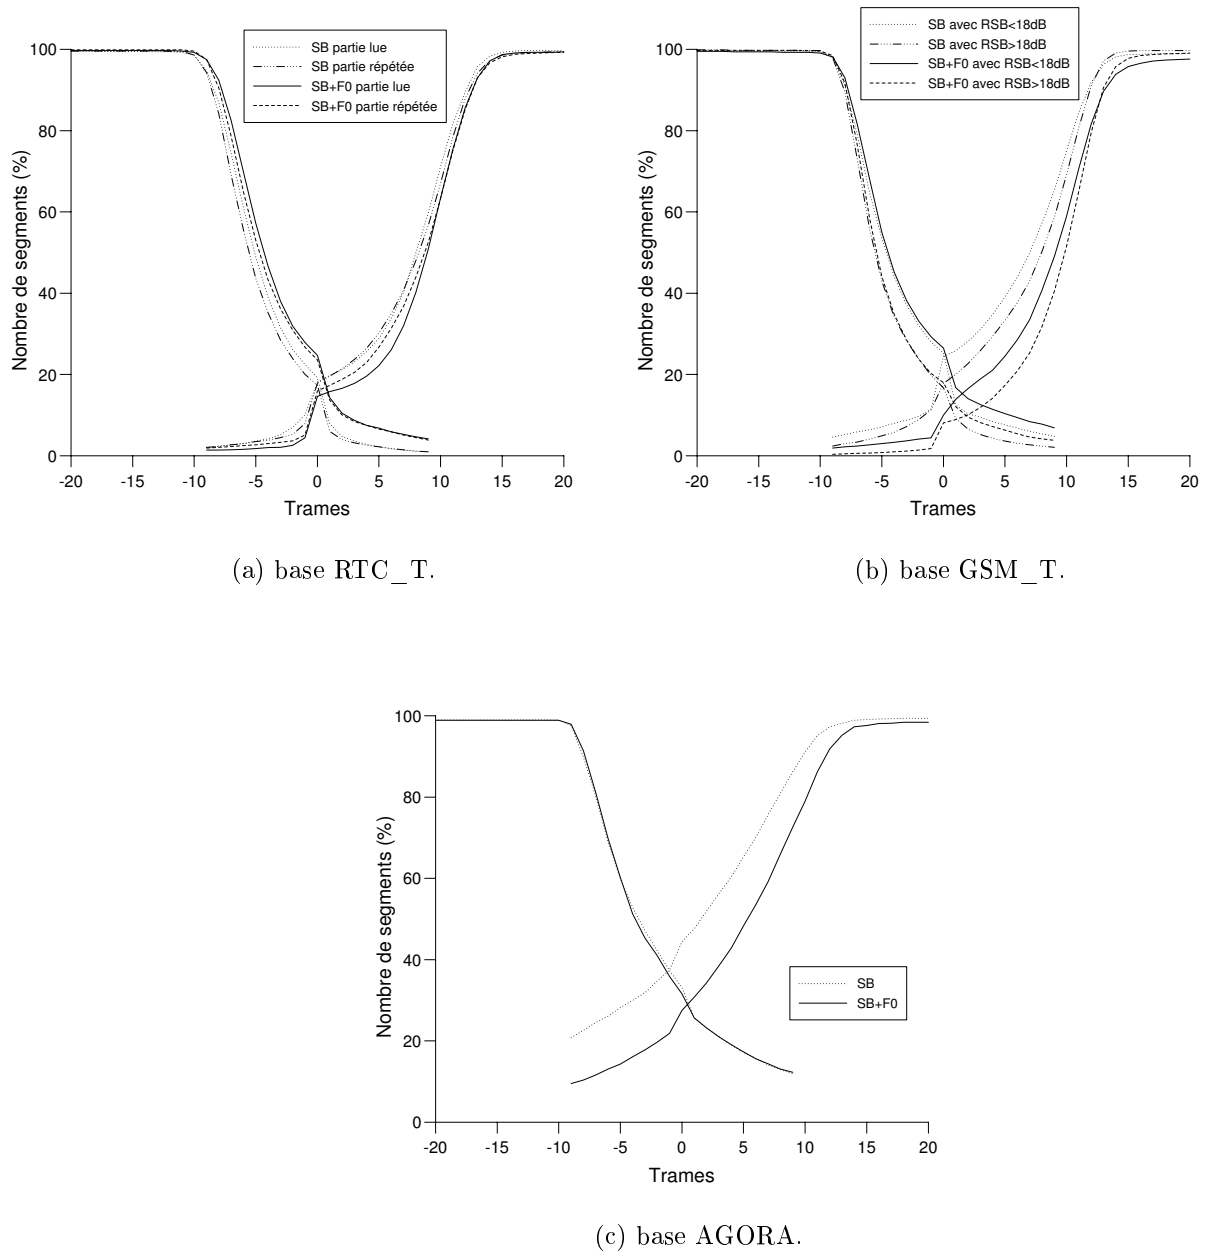 SB partie lue
SB partie répétée
SB+F0 partie lue
SB+F0 partie répétée
Nombre de segments (%)
100
80
60
40
20
0
-20 -15 -10 -5 0 5 10 15 20
Trames
(a) base RTC_T.
SB avec RSB<18dB
SB avec RSB>18dB
SB+F0 avec RSB<18dB
SB+F0 avec RSB>18dB
Nombre de segments (%)
100
80
60
40
20
0
-20 -15 -10 -5 0 5 10 15 20
Trames
(b) base GSM_T.
Nombre de segments (%)
100
80
60
40
20
0
SB
SB+F0
-20 -15 -10 -5 0 5 10 15 20
Trames
(c) base AGORA.